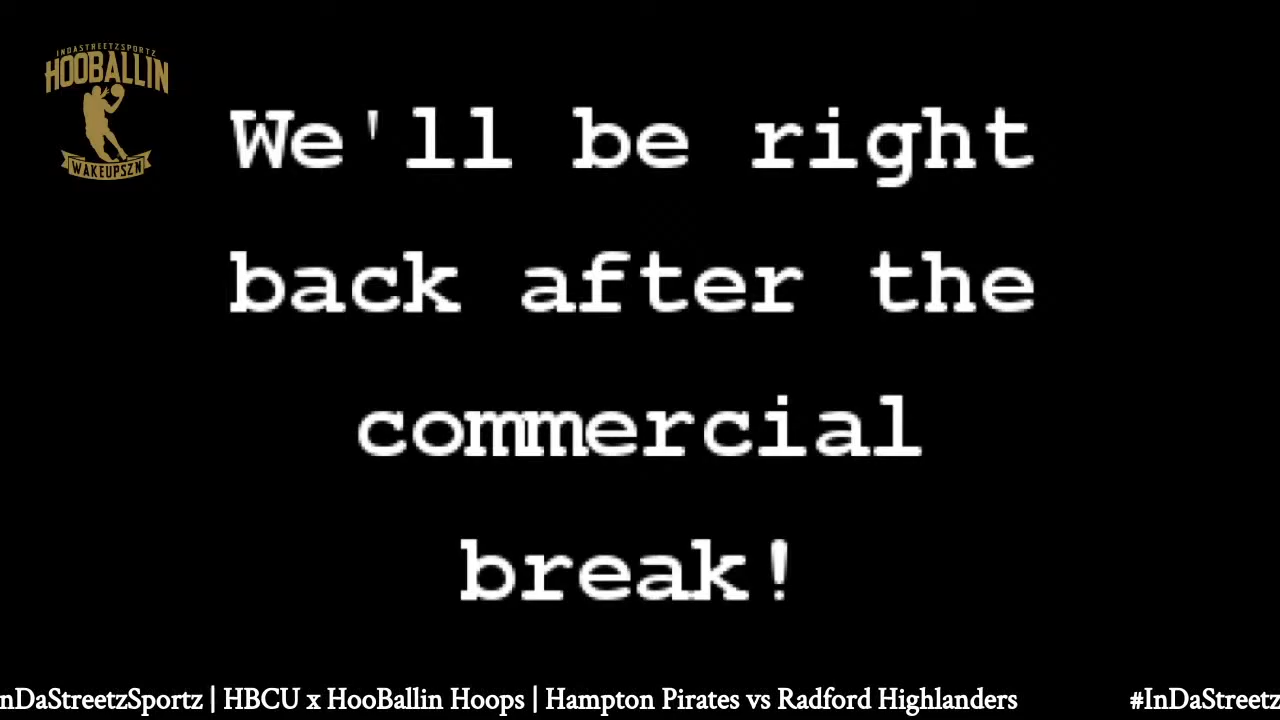 INDASTREETZSPORTZ
HOOBALLIN
WAKEUPSZN
We'll be right
back after the
commercial
break!
nDaStreetzSportz | HBCU x HooBallin Hoops | Hampton Pirates vs Radford Highlanders #InDaStreetz